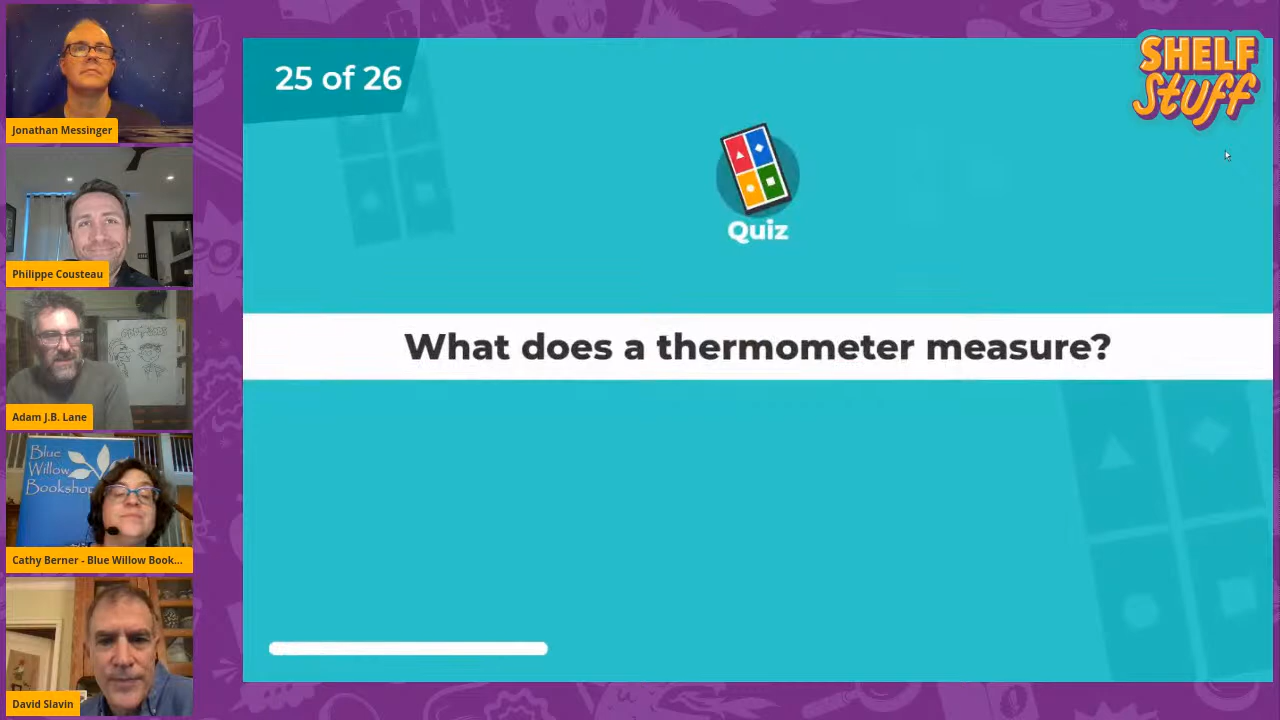 Jonathan Messinger
Philippe Cousteau
Adam J.B. Lane
Blue
Willow
Bookshop
Cathy Berner - Blue Willow Book...
David Slavin
25 of 26
SHELF
STUFF
Quiz
What does a thermometer measure?